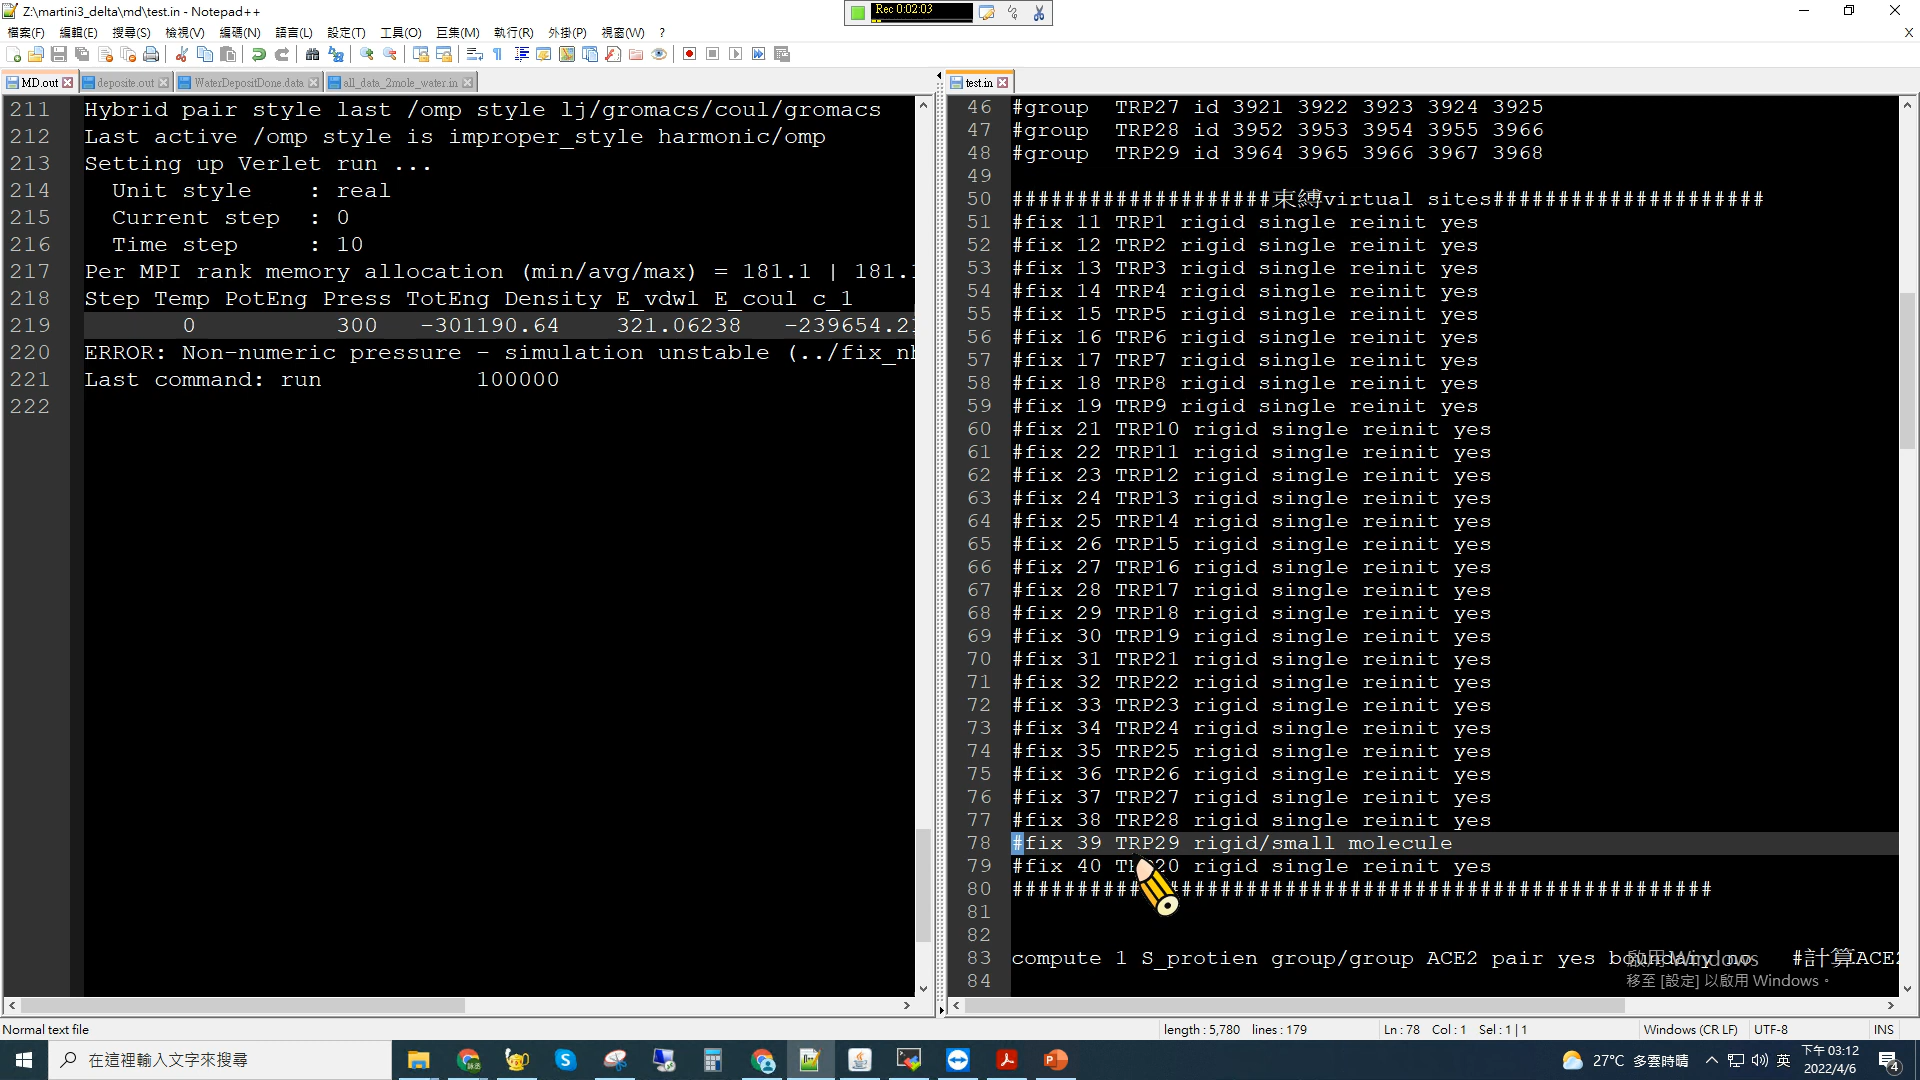 Z:\martini3_delta\md\test.in - Notepad++
Rec 0:02:03
檔案(F) 編輯(E) 搜尋(S) 檢視(V) 編碼(N) 語言(L) 設定(T) 工具(O) 巨集(M) 執行(R) 外掛(P) 視窗(W) ? X
MD.out deposite.out WaterDepositDone.data all_data_2mole_water.in
test.in
211 Hybrid pair style last /omp style lj/gromacs/coul/gromacs
212 Last active /omp style is improper_style harmonic/omp
213 Setting up Verlet run ...
214 Unit style : real
215 Current step : 0
216 Time step : 10
217 Per MPI rank memory allocation (min/avg/max) = 181.1 | 181.1
218 Step Temp PotEng Press TotEng Density E_vdwl E_coul c_1
219 0 300 -301190.64 321.06238 -239654.21
220 ERROR: Non-numeric pressure - simulation unstable (../fix_nh
221 Last command: run 100000
222
46 #group TRP27 id 3921 3922 3923 3924 3925
47 #group TRP28 id 3952 3953 3954 3955 3966
48 #group TRP29 id 3964 3965 3966 3967 3968
49
50 ####################束縛virtual sites#####################
51 #fix 11 TRP1 rigid single reinit yes
52 #fix 12 TRP2 rigid single reinit yes
53 #fix 13 TRP3 rigid single reinit yes
54 #fix 14 TRP4 rigid single reinit yes
55 #fix 15 TRP5 rigid single reinit yes
56 #fix 16 TRP6 rigid single reinit yes
57 #fix 17 TRP7 rigid single reinit yes
58 #fix 18 TRP8 rigid single reinit yes
59 #fix 19 TRP9 rigid single reinit yes
60 #fix 21 TRP10 rigid single reinit yes
61 #fix 22 TRP11 rigid single reinit yes
62 #fix 23 TRP12 rigid single reinit yes
63 #fix 24 TRP13 rigid single reinit yes
64 #fix 25 TRP14 rigid single reinit yes
65 #fix 26 TRP15 rigid single reinit yes
66 #fix 27 TRP16 rigid single reinit yes
67 #fix 28 TRP17 rigid single reinit yes
68 #fix 29 TRP18 rigid single reinit yes
69 #fix 30 TRP19 rigid single reinit yes
70 #fix 31 TRP21 rigid single reinit yes
71 #fix 32 TRP22 rigid single reinit yes
72 #fix 33 TRP23 rigid single reinit yes
73 #fix 34 TRP24 rigid single reinit yes
74 #fix 35 TRP25 rigid single reinit yes
75 #fix 36 TRP26 rigid single reinit yes
76 #fix 37 TRP27 rigid single reinit yes
77 #fix 38 TRP28 rigid single reinit yes
78 #fix 39 TRP29 rigid/small molecule
79 #fix 40 TRP20 rigid single reinit yes
80 ######################################################
81
82
83 compute 1 S_protien group/group ACE2 pair yes boundary no #計算ACE2
84
啟用 Windows
移至 [設定] 以啟用 Windows。
Normal text file length : 5,780 lines : 179 Ln : 78 Col : 1 Sel : 1 | 1 Windows (CR LF) UTF-8 INS
在這裡輸入文字來搜尋
27°C 多雲時晴 英 下午 03:12
2022/4/6
4